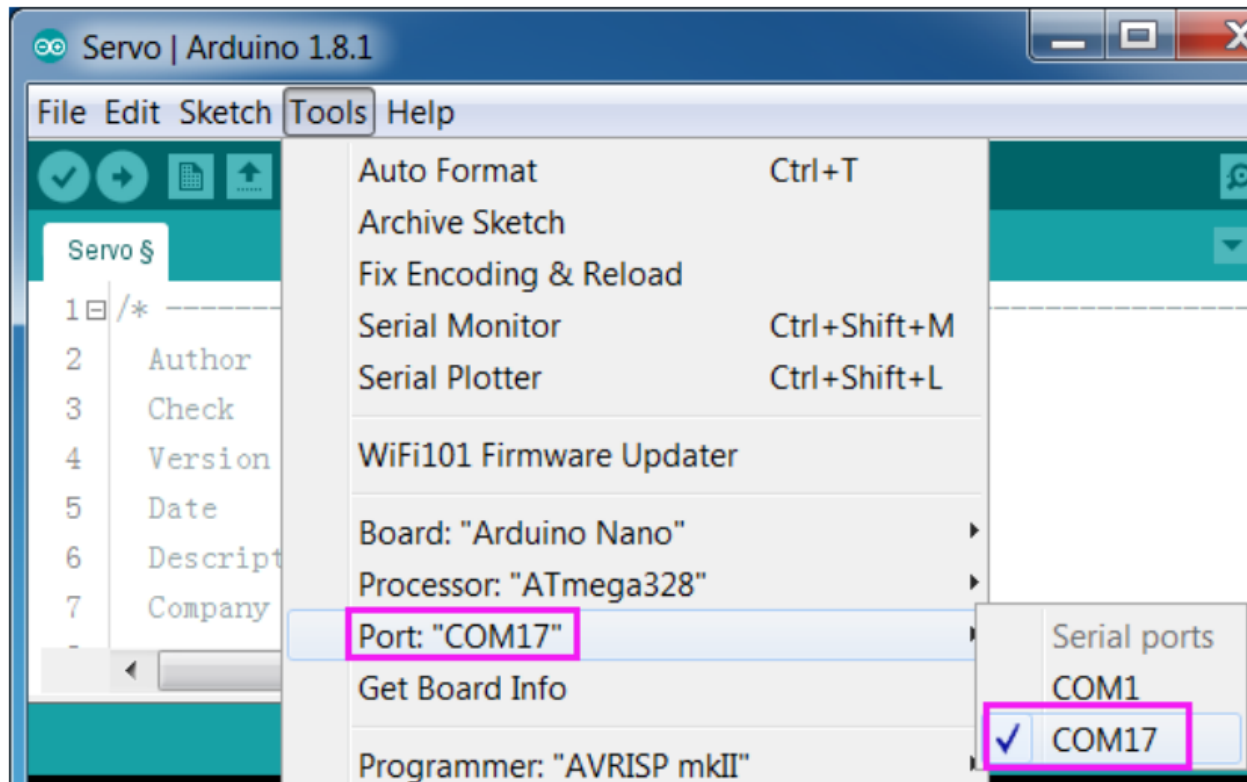 Servo | Arduino 1.8.1
File Edit Sketch Tools Help
Auto Format Ctrl+T
Archive Sketch
Fix Encoding & Reload
Serial Monitor Ctrl+Shift+M
Serial Plotter Ctrl+Shift+L
WiFi101 Firmware Updater
Board: "Arduino Nano"
Processor: "ATmega328"
Port: "COM17"
Get Board Info
Programmer: "AVRISP mkII"
Serial ports
COM1
COM17
Servo §
1 /* --------
2 Author
3 Check
4 Version
5 Date
6 Descript
7 Company